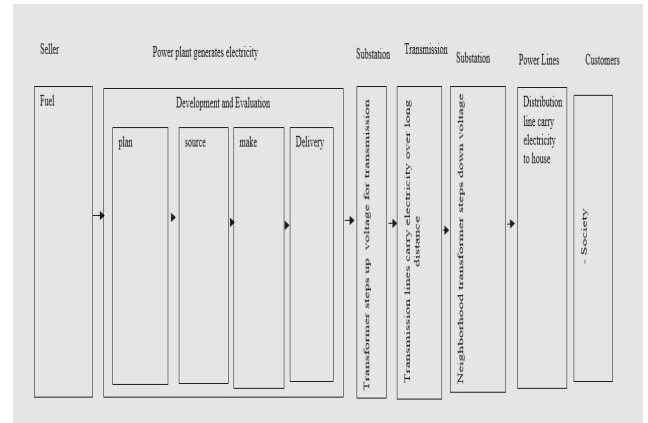 Seller
Power plant generates electricity
Substation
Transmission
Substation
Power Lines
Customers
Fuel
Development and Evaluation
plan
source
make
Delivery
Transformer steps up voltage for transmission
Transmission lines carry electricity over long
distance
Neighborhood transformer steps down voltage
Distribution
line carry
electricity
to house
- Society